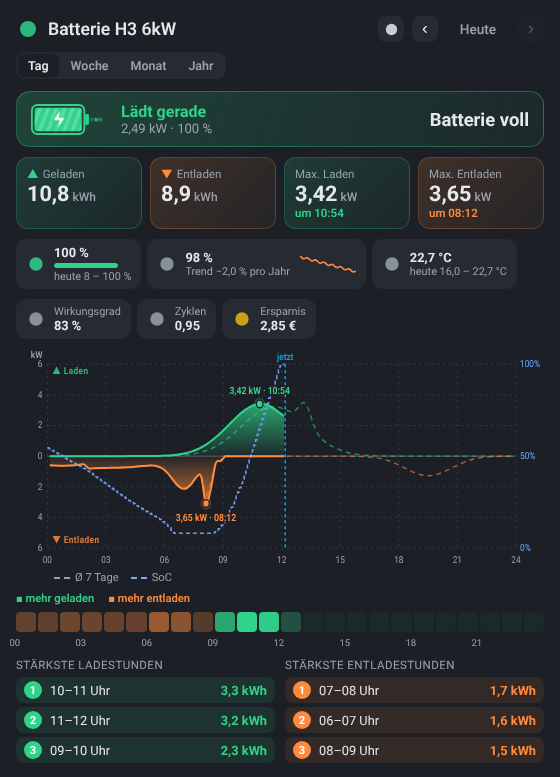 Batterie H3 6kW
‹ Heute ›
Tag Woche Monat Jahr
Lädt gerade
2,49 kW · 100 %
Batterie voll
▲ Geladen
10,8 kWh
▼ Entladen
8,9 kWh
Max. Laden
3,42 kW
um 10:54
Max. Entladen
3,65 kW
um 08:12
100 %
heute 8 – 100 %
98 %
Trend −2,0 % pro Jahr
22,7 °C
heute 16,0 – 22,7 °C
Wirkungsgrad
83 %
Zyklen
0,95
Ersparnis
2,85 €
kW
jetzt
6 100%
▲ Laden
4
3,42 kW · 10:54
2
0 50%
2
4
3,65 kW · 08:12
▼ Entladen
6 0%
00 03 06 09 12 15 18 21 24
Ø 7 Tage SoC
■ mehr geladen ■ mehr entladen
00 03 06 09 12 15 18 21
STÄRKSTE LADESTUNDEN
1 10–11 Uhr 3,3 kWh
2 11–12 Uhr 3,2 kWh
3 09–10 Uhr 2,3 kWh
STÄRKSTE ENTLADESTUNDEN
1 07–08 Uhr 1,7 kWh
2 06–07 Uhr 1,6 kWh
3 08–09 Uhr 1,5 kWh